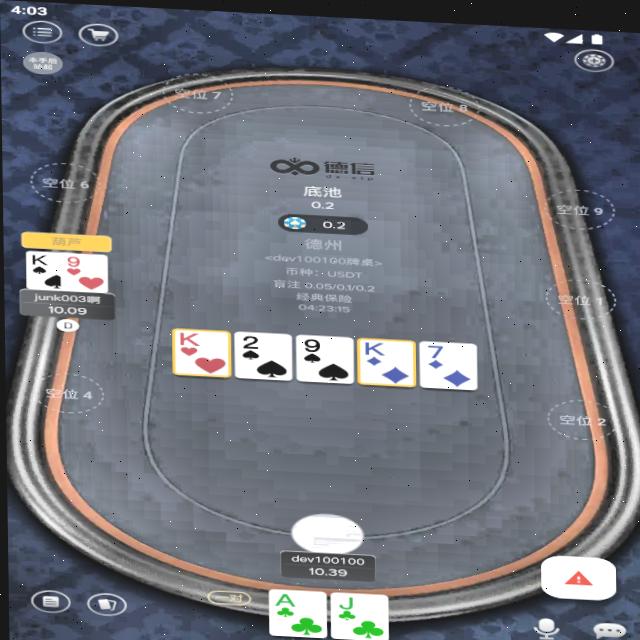 4:03
本手后
站起
空位 7
空位 8
德信
底池
0.2
空位 6
0.2
空位 9
德州
葫芦
<dev100100牌桌>
K 9
币种：USDT
junk003啊
盲注 0.05/0.1/0.2
10.09
经典保险
空位 1
D
04:23:15
K 2 9 K 7
空位 4
空位 2
dev100100
10.39
一对
A J